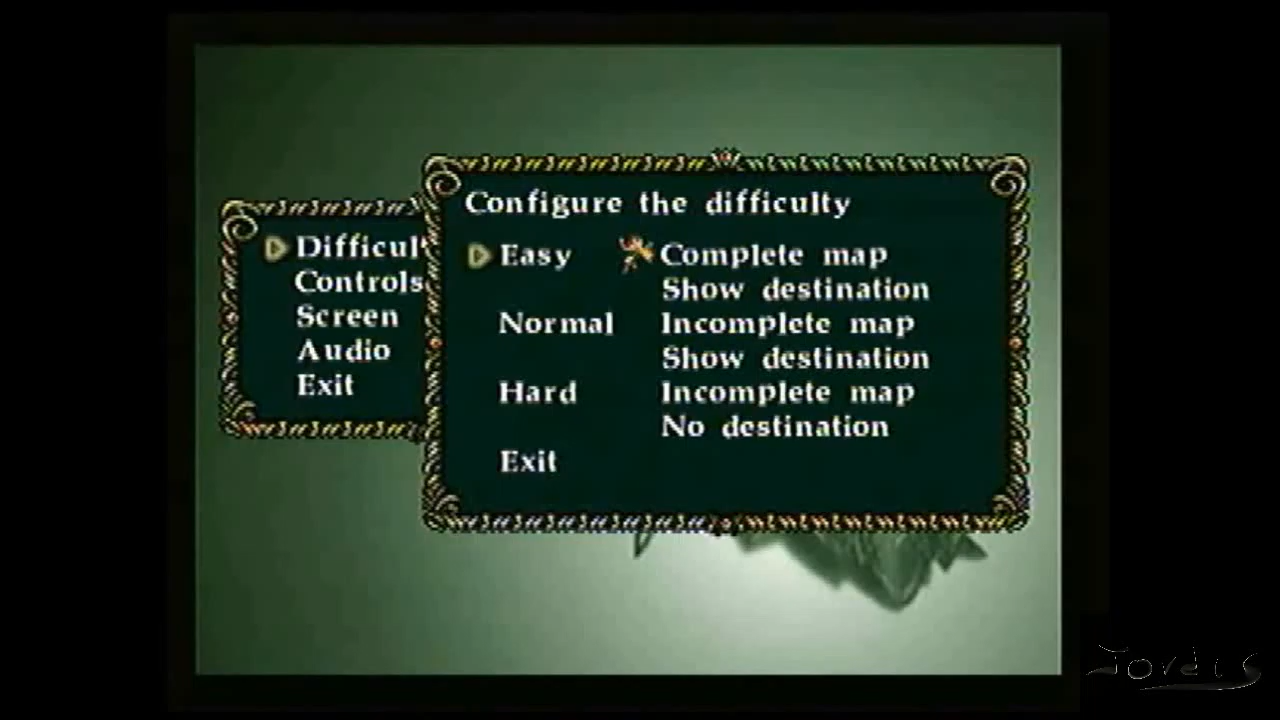 Configure the difficulty
Difficul
Controls
Screen
Audio
Exit
Easy Complete map
Show destination
Normal Incomplete map
Show destination
Hard Incomplete map
No destination
Exit
Jordis